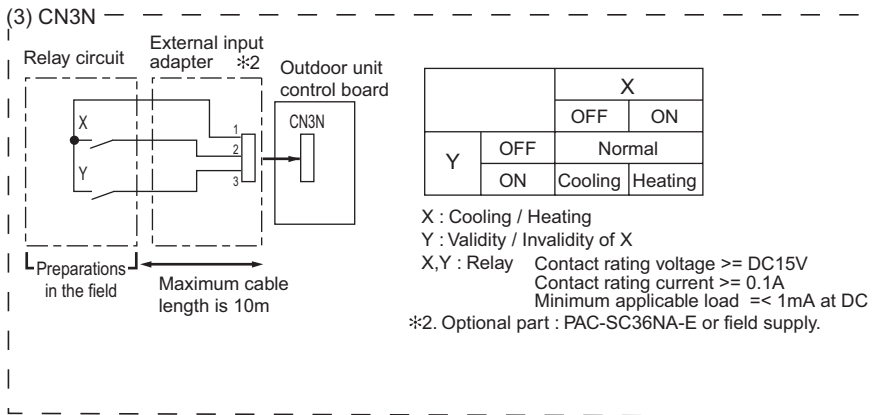 (3) CN3N
Relay circuit
External input
adapter ✻2
Outdoor unit
control board
X
Y
1
2
3
CN3N
Preparations
in the field
Maximum cable
length is 10m
X
OFF ON
Y OFF Normal
ON Cooling Heating
X : Cooling / Heating
Y : Validity / Invalidity of X
X,Y : Relay Contact rating voltage >= DC15V
Contact rating current >= 0.1A
Minimum applicable load =< 1mA at DC
✻2. Optional part : PAC-SC36NA-E or field supply.